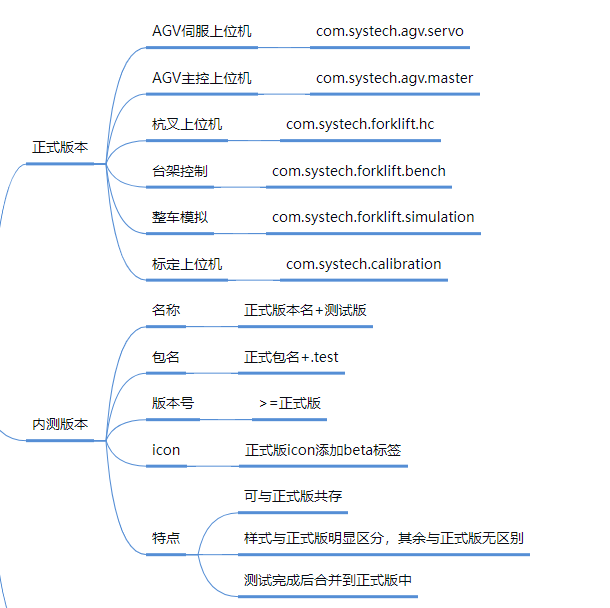 正式版本
AGV伺服上位机 com.systech.agv.servo
AGV主控上位机 com.systech.agv.master
杭叉上位机 com.systech.forklift.hc
台架控制 com.systech.forklift.bench
整车模拟 com.systech.forklift.simulation
标定上位机 com.systech.calibration
内测版本
名称 正式版本名+测试版
包名 正式包名+.test
版本号 >=正式版
icon 正式版icon添加beta标签
特点
可与正式版共存
样式与正式版明显区分，其余与正式版无区别
测试完成后合并到正式版中